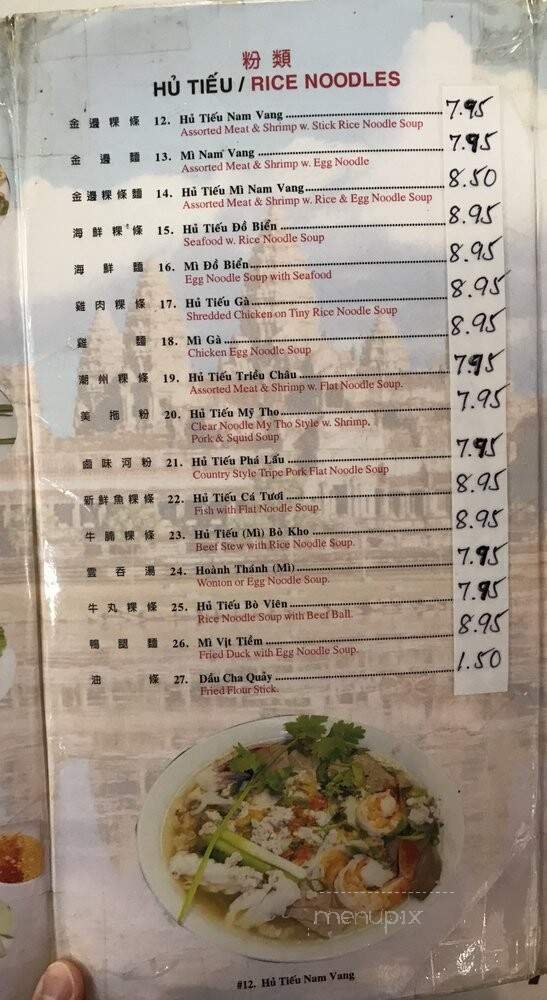 粉類
HỦ TIẾU / RICE NOODLES
金邊粿條 12. Hủ Tiếu Nam Vang 7.95
Assorted Meat & Shrimp w. Stick Rice Noodle Soup
金邊麵 13. Mì Nam Vang 7.95
Assorted Meat & Shrimp w. Egg Noodle
金邊粿條麵 14. Hủ Tiếu Mì Nam Vang 8.50
Assorted Meat & Shrimp w. Rice & Egg Noodle Soup
海鮮粿條 15. Hủ Tiếu Đồ Biển 8.95
Seafood w. Rice Noodle Soup
海鮮麵 16. Mì Đồ Biển 8.95
Egg Noodle Soup with Seafood
雞肉粿條 17. Hủ Tiếu Gà 8.95
Shredded Chicken on Tiny Rice Noodle Soup
雞麵 18. Mì Gà 8.95
Chicken Egg Noodle Soup
潮州粿條 19. Hủ Tiếu Triều Châu 7.95
Assorted Meat & Shrimp w. Flat Noodle Soup.
美拖粉 20. Hủ Tiếu Mỹ Tho 7.95
Clear Noodle My Tho Style w. Shrimp,
Pork & Squid Soup
鹵味河粉 21. Hủ Tiếu Phá Lấu 7.95
Country Style Tripe Pork Flat Noodle Soup
新鮮魚粿條 22. Hủ Tiếu Cá Tươi 8.95
Fish with Flat Noodle Soup.
牛腩粿條 23. Hủ Tiếu (Mì) Bò Kho 8.95
Beef Stew with Rice Noodle Soup.
雲吞湯 24. Hoành Thánh (Mì) 7.95
Wonton or Egg Noodle Soup.
牛丸粿條 25. Hủ Tiếu Bò Viên 7.95
Rice Noodle Soup with Beef Ball.
鴨腿麵 26. Mì Vịt Tiềm 8.95
Fried Duck with Egg Noodle Soup.
油條 27. Dầu Cha Quảy 1.50
Fried Flour Stick.
menupix
#12. Hủ Tiếu Nam Vang